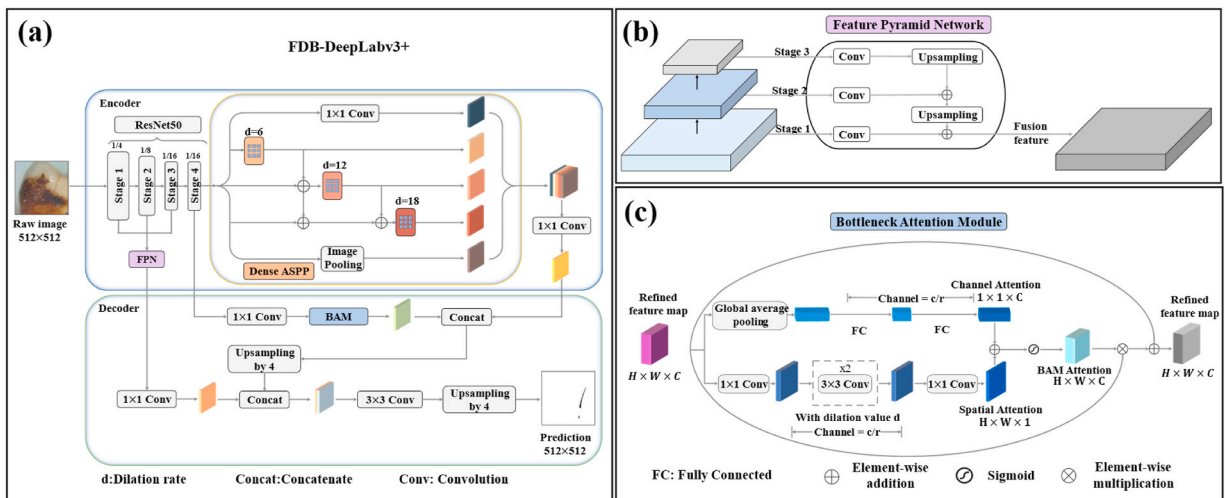 (a)
FDB-DeepLabv3+
Encoder
ResNet50
1/4
1/8
1/16
1/16
Stage 1
Stage 2
Stage 3
Stage 4
Raw image
512×512
FPN
1×1 Conv
d=6
d=12
d=18
Image
Pooling
Dense ASPP
1×1 Conv
Decoder
1×1 Conv
BAM
Concat
Upsampling
by 4
1×1 Conv
Concat
3×3 Conv
Upsampling
by 4
Prediction
512×512
d:Dilation rate
Concat:Concatenate
Conv: Convolution
(b)
Feature Pyramid Network
Stage 3
Conv
Upsampling
Stage 2
Conv
Upsampling
Stage 1
Conv
Fusion
feature
(c)
Bottleneck Attention Module
Refined
feature map
H × W × C
Global average
pooling
Channel = c/r
FC
FC
Channel Attention
1 × 1 × C
1×1 Conv
x2
3×3 Conv
With dilation value d
Channel = c/r
1×1 Conv
Spatial Attention
H × W × 1
BAM Attention
H × W × C
Refined
feature map
H × W × C
FC: Fully Connected
Element-wise
addition
Sigmoid
Element-wise
multiplication